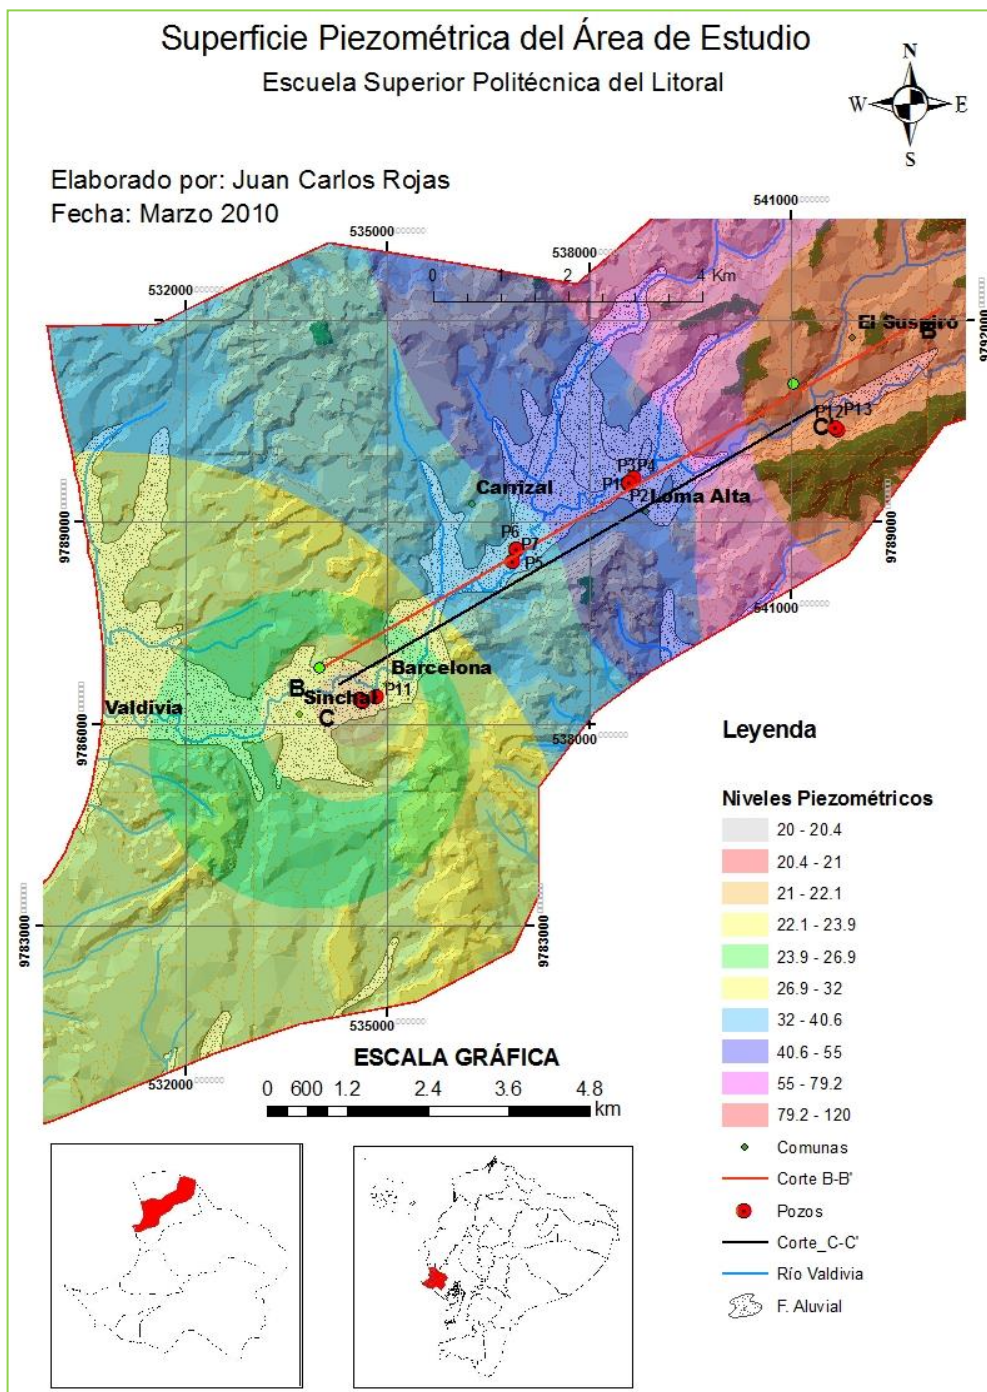 Superficie Piezométrica del Área de Estudio
Escuela Superior Politécnica del Litoral
N
W
E
S
Elaborado por: Juan Carlos Rojas
Fecha: Marzo 2010
541000
535000
538000
0 1 2 4 Km
532000
El Suspiro
B
9792000
P12 P13
C
P3 P4
P1
P2
Loma Alta
Carrizal
9789000
9789000
P6
P7
P5
541000
Barcelona
B
Sinchal
P11
C
Valdivia
9786000
538000
Leyenda
Niveles Piezométricos
20 - 20.4
20.4 - 21
21 - 22.1
22.1 - 23.9
23.9 - 26.9
26.9 - 32
32 - 40.6
40.6 - 55
55 - 79.2
79.2 - 120
Comunas
Corte B-B'
Pozos
Corte_C-C'
Río Valdivia
F. Aluvial
9783000
9783000
535000
532000
ESCALA GRÁFICA
0 600 1.2 2.4 3.6 4.8
km